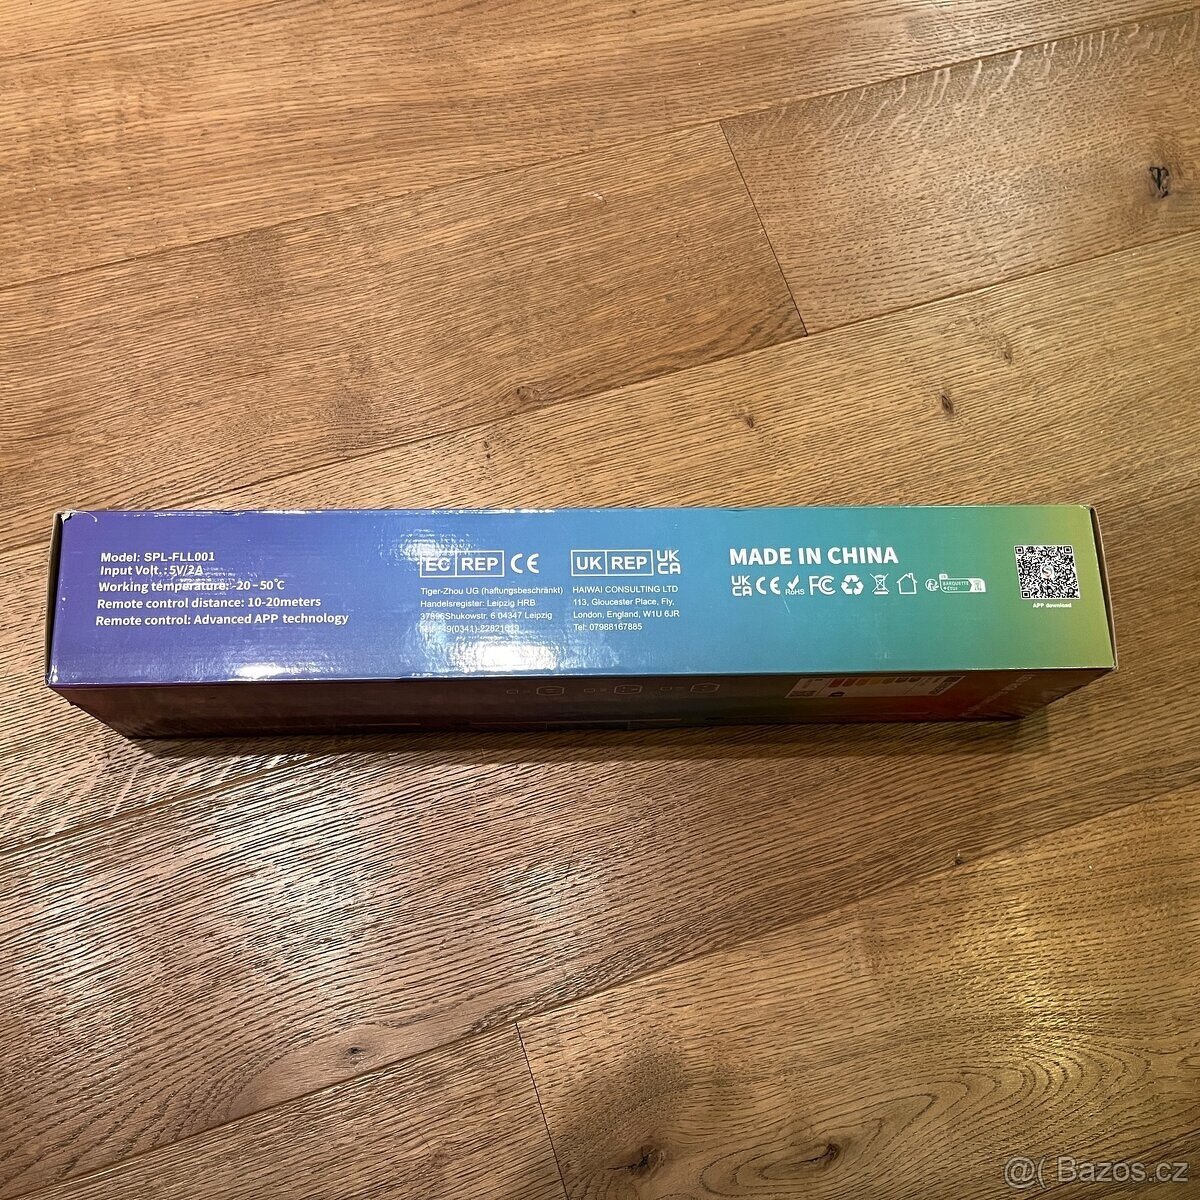 Model: SPL-FLL001
Input Volt.: 5V/2A
Working temperature: -20-50℃
Remote control distance: 10-20meters
Remote control: Advanced APP technology
EC REP CE
Tiger-Zhou UG (haftungsbeschränkt)
Handelsregister: Leipzig HRB
Shukowstr. 6 04347 Leipzig
UK REP UK CA
HAIWAI CONSULTING LTD
113, Gloucester Place, Fly,
London, England, W1U 6JR
Tel: 07988167885
MADE IN CHINA
UK CA CE RoHS FC
BARQUETTE
APP download
@( Bazos.cz